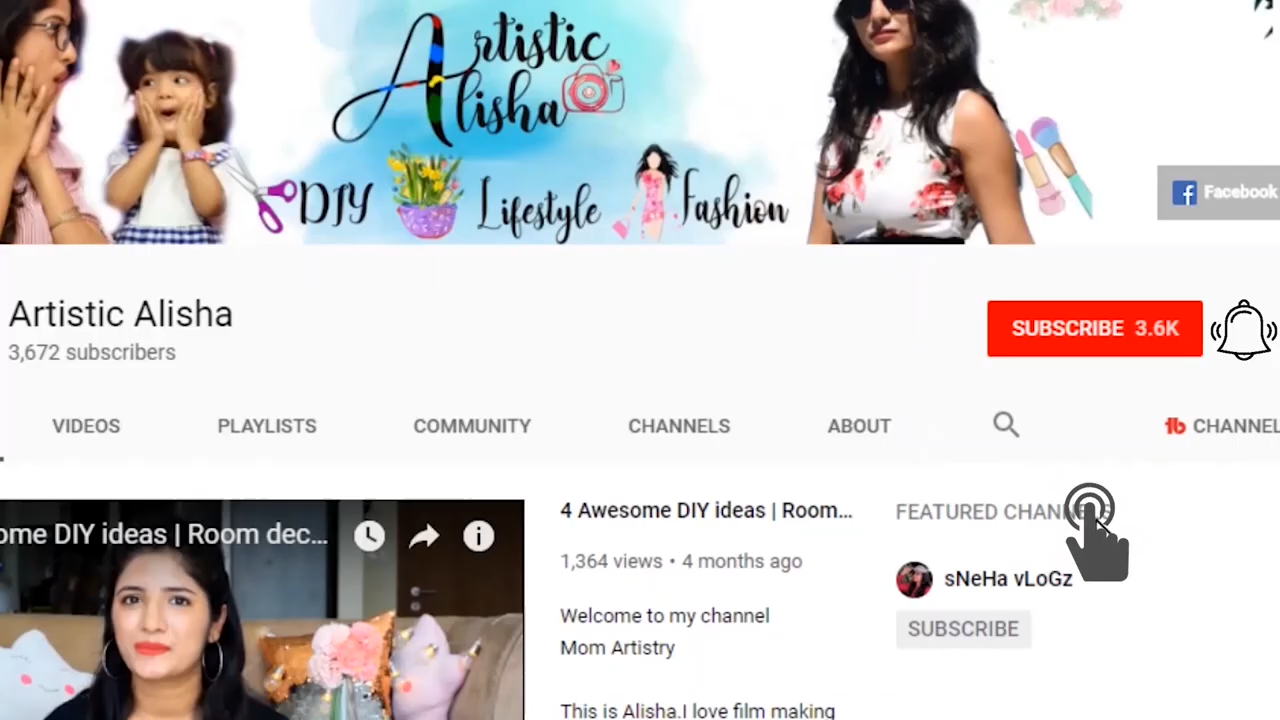 Artistic
Alisha
DIY Lifestyle Fashion
Facebook
Artistic Alisha
3,672 subscribers
SUBSCRIBE 3.6K
VIDEOS PLAYLISTS COMMUNITY CHANNELS ABOUT CHANNEL
ome DIY ideas | Room dec...
4 Awesome DIY ideas | Room...
1,364 views • 4 months ago
Welcome to my channel
Mom Artistry
This is Alisha.I love film making
FEATURED CHANNELS
sNeHa vLoGz
SUBSCRIBE